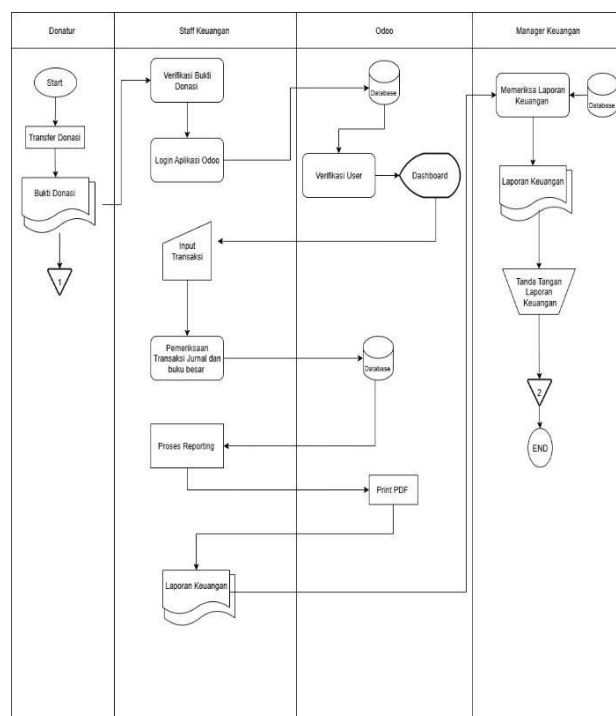 Donatur
Staff Keuangan
Odoo
Manager Keuangan
Start
Transfer Donasi
Bukti Donasi
1
Verifikasi Bukti
Donasi
Login Aplikasi Odoo
Input
Transaksi
Pemeriksaan
Transaksi Jurnal dan
buku besar
Proses Reporting
Laporan Keuangan
Database
Verifikasi User
Dashboard
Database
Print PDF
Memeriksa Laporan
Keuangan
Database
Laporan Keuangan
Tanda Tangan
Laporan
Keuangan
2
END